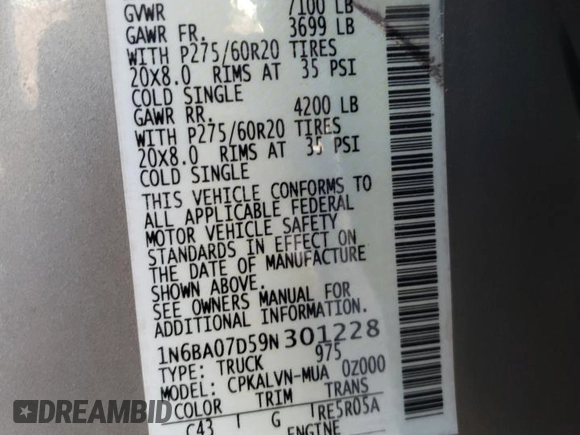 GVWR 7100 LB
GAWR FR. 3699 LB
WITH P275/60R20 TIRES
20X8.0 RIMS AT 35 PSI
COLD SINGLE
GAWR RR. 4200 LB
WITH P275/60R20 TIRES
20X8.0 RIMS AT 35 PSI
COLD SINGLE
THIS VEHICLE CONFORMS TO
ALL APPLICABLE FEDERAL
MOTOR VEHICLE SAFETY
STANDARDS IN EFFECT ON
THE DATE OF MANUFACTURE
SHOWN ABOVE.
SEE OWNERS MANUAL FOR
ADDITIONAL INFORMATION
1N6BA07D59N301228
TYPE: TRUCK 975
MODEL: CPKALVN-MUA 0Z000
COLOR TRIM TRANS
C43 G RE5R05A
ENGINE
DREAMBID
AUTOMOTIVE INTELLIGENCE